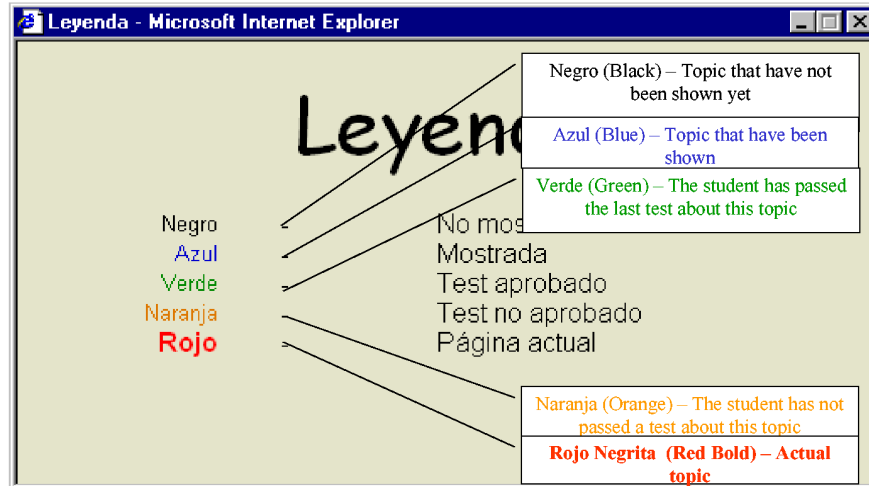 Leyenda - Microsoft Internet Explorer
Negro (Black) – Topic that have not
been shown yet
Azul (Blue) – Topic that have been
shown
Verde (Green) – The student has passed
the last test about this topic
Negro - No
Azul - Mostrada
Verde - Test aprobado
Naranja - Test no aprobado
Rojo - Página actual
Naranja (Orange) – The student has not
passed a test about this topic
Rojo Negrita (Red Bold) – Actual
topic